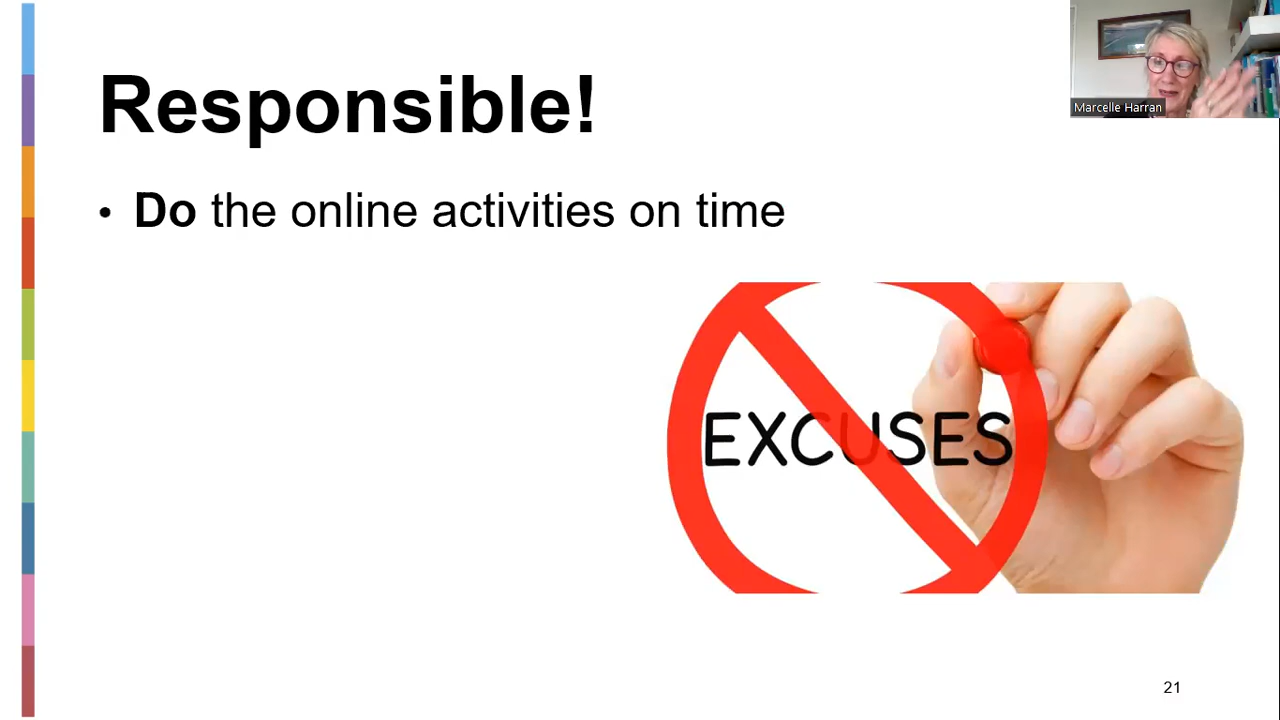 Responsible!
Marcelle Harran
• Do the online activities on time
EXCUSES
21